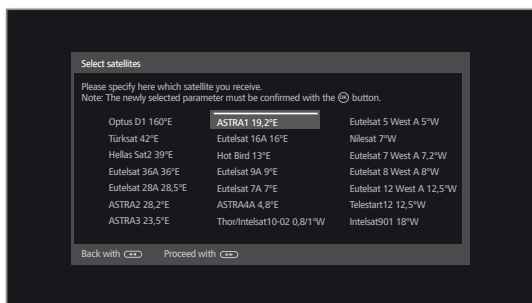 Select satellites
Please specify here which satellite you receive.
Note: The newly selected parameter must be confirmed with the OK button.
Optus D1 160°E
Türksat 42°E
Hellas Sat2 39°E
Eutelsat 36A 36°E
Eutelsat 28A 28,5°E
ASTRA2 28,2°E
ASTRA3 23,5°E
ASTRA1 19,2°E
Eutelsat 16A 16°E
Hot Bird 13°E
Eutelsat 9A 9°E
Eutelsat 7A 7°E
ASTRA4A 4,8°E
Thor/Intelsat10-02 0,8/1°W
Eutelsat 5 West A 5°W
Nilesat 7°W
Eutelsat 7 West A 7,2°W
Eutelsat 8 West A 8°W
Eutelsat 12 West A 12,5°W
Telestart12 12,5°W
Intelsat901 18°W
Back with Proceed with